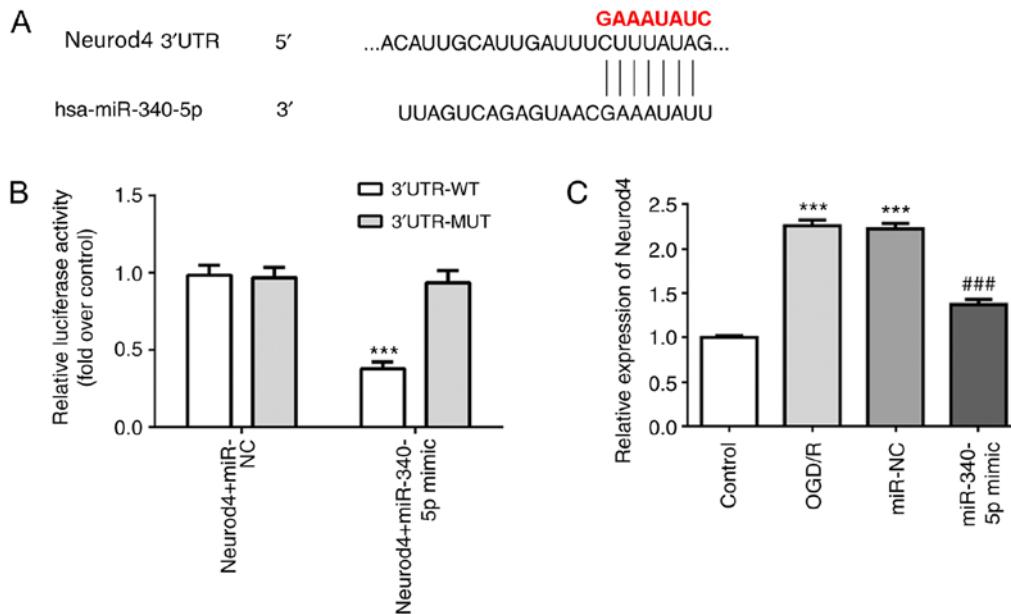 A
GAAAUAUC
Neurod4 3′UTR 5′ ...ACAUUGCAUUGAUUUCUUUAUAG...
hsa-miR-340-5p 3′ UUAGUCAGAGUAACGAAAUAUU
B
Relative luciferase activity
(fold over control)
1.5
1.0
0.5
0.0
3′UTR-WT
3′UTR-MUT
***
Neurod4+miR-
NC
Neurod4+miR-340-
5p mimic
C
Relative expression of Neurod4
2.5
2.0
1.5
1.0
0.5
0.0
***
***
###
Control
OGD/R
miR-NC
miR-340-
5p mimic